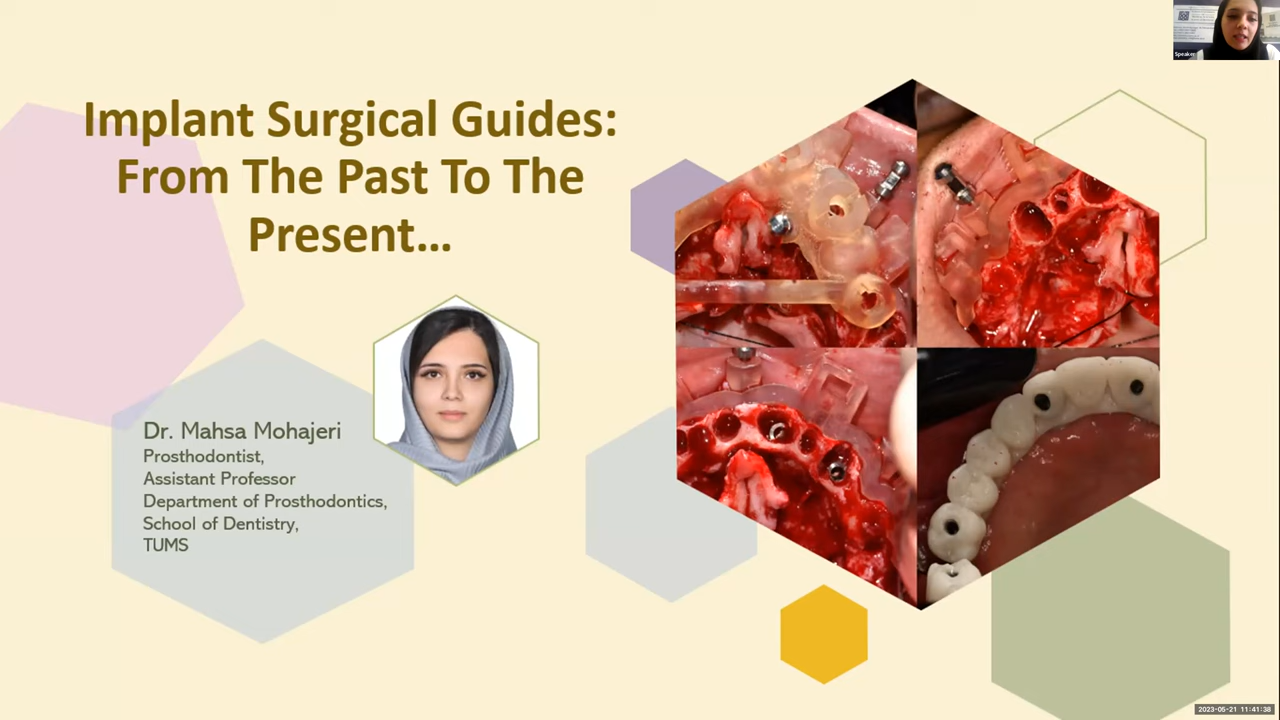 Implant Surgical Guides:
From The Past To The
Present...
Dr. Mahsa Mohajeri
Prosthodontist,
Assistant Professor
Department of Prosthodontics,
School of Dentistry,
TUMS
Speaker
2023-05-21 11:41:38